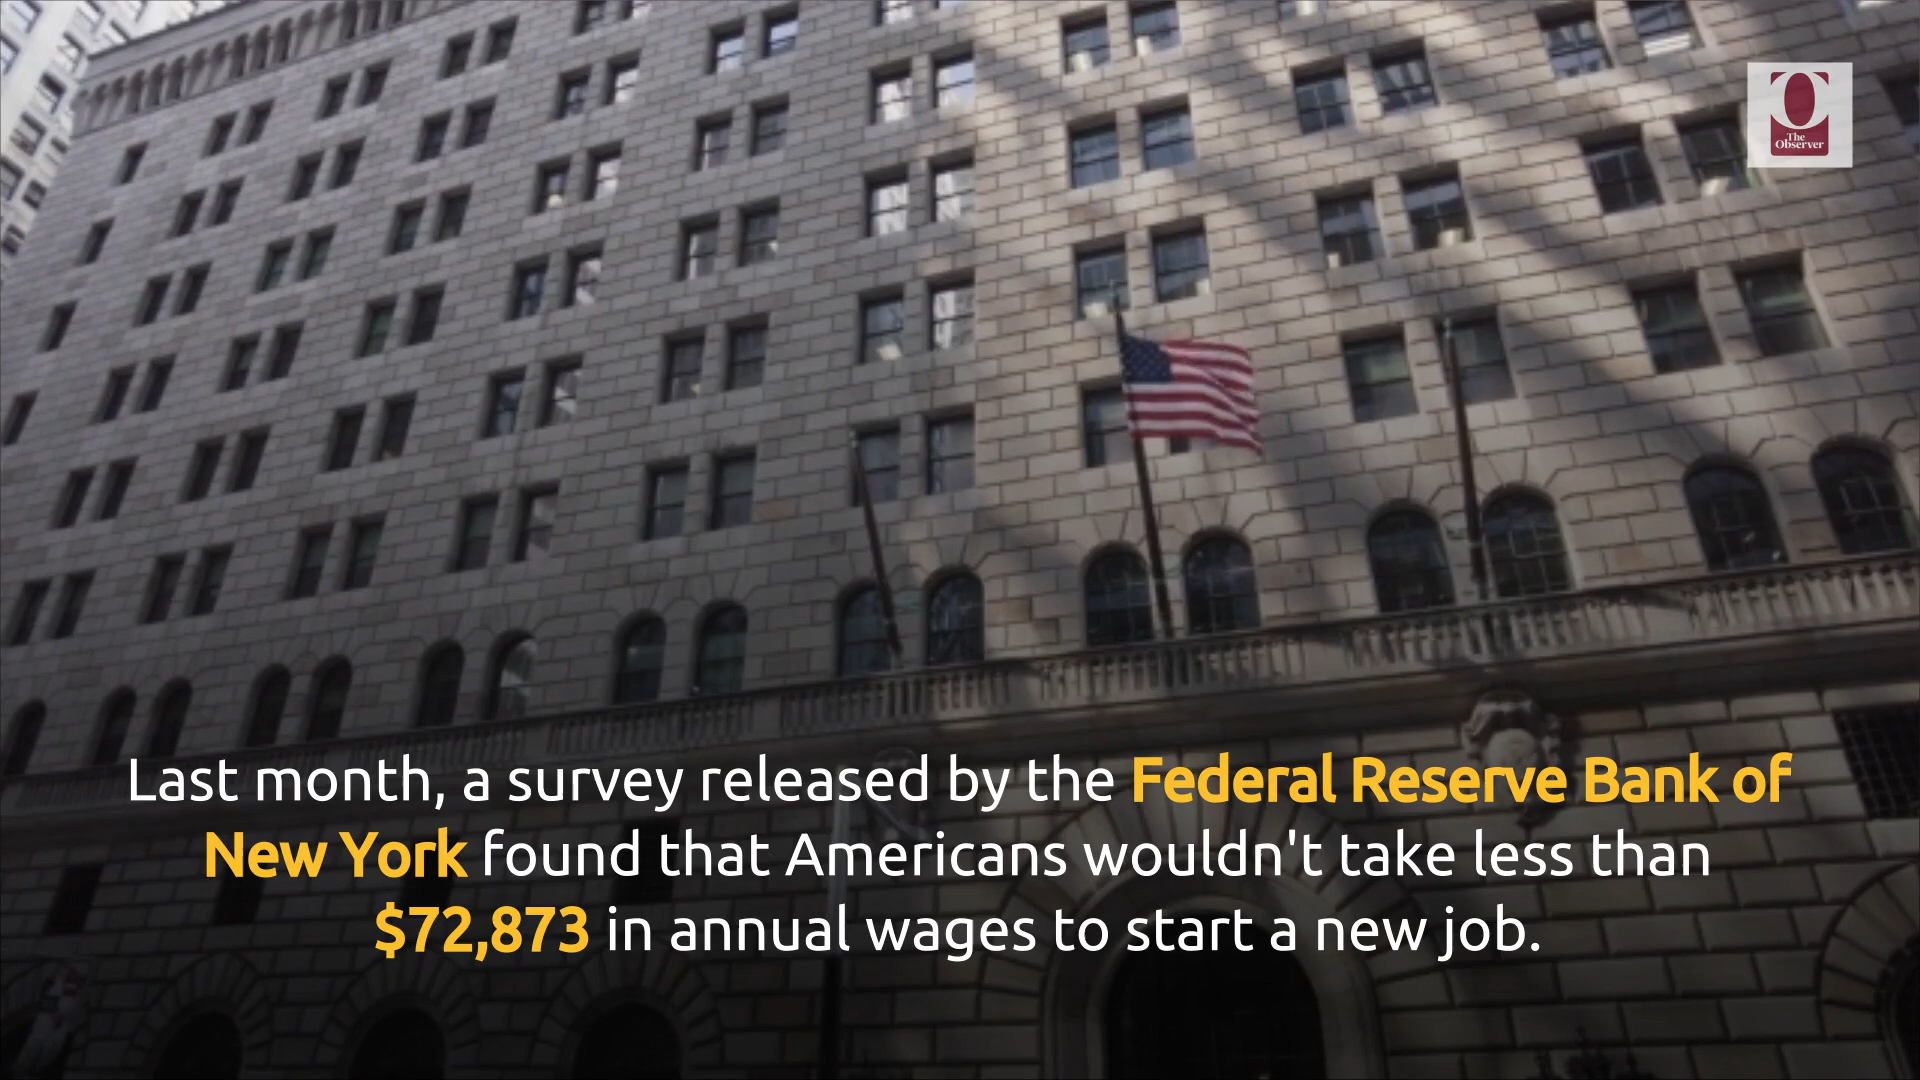 The
Observer
Last month, a survey released by the Federal Reserve Bank of
New York found that Americans wouldn't take less than
$72,873 in annual wages to start a new job.